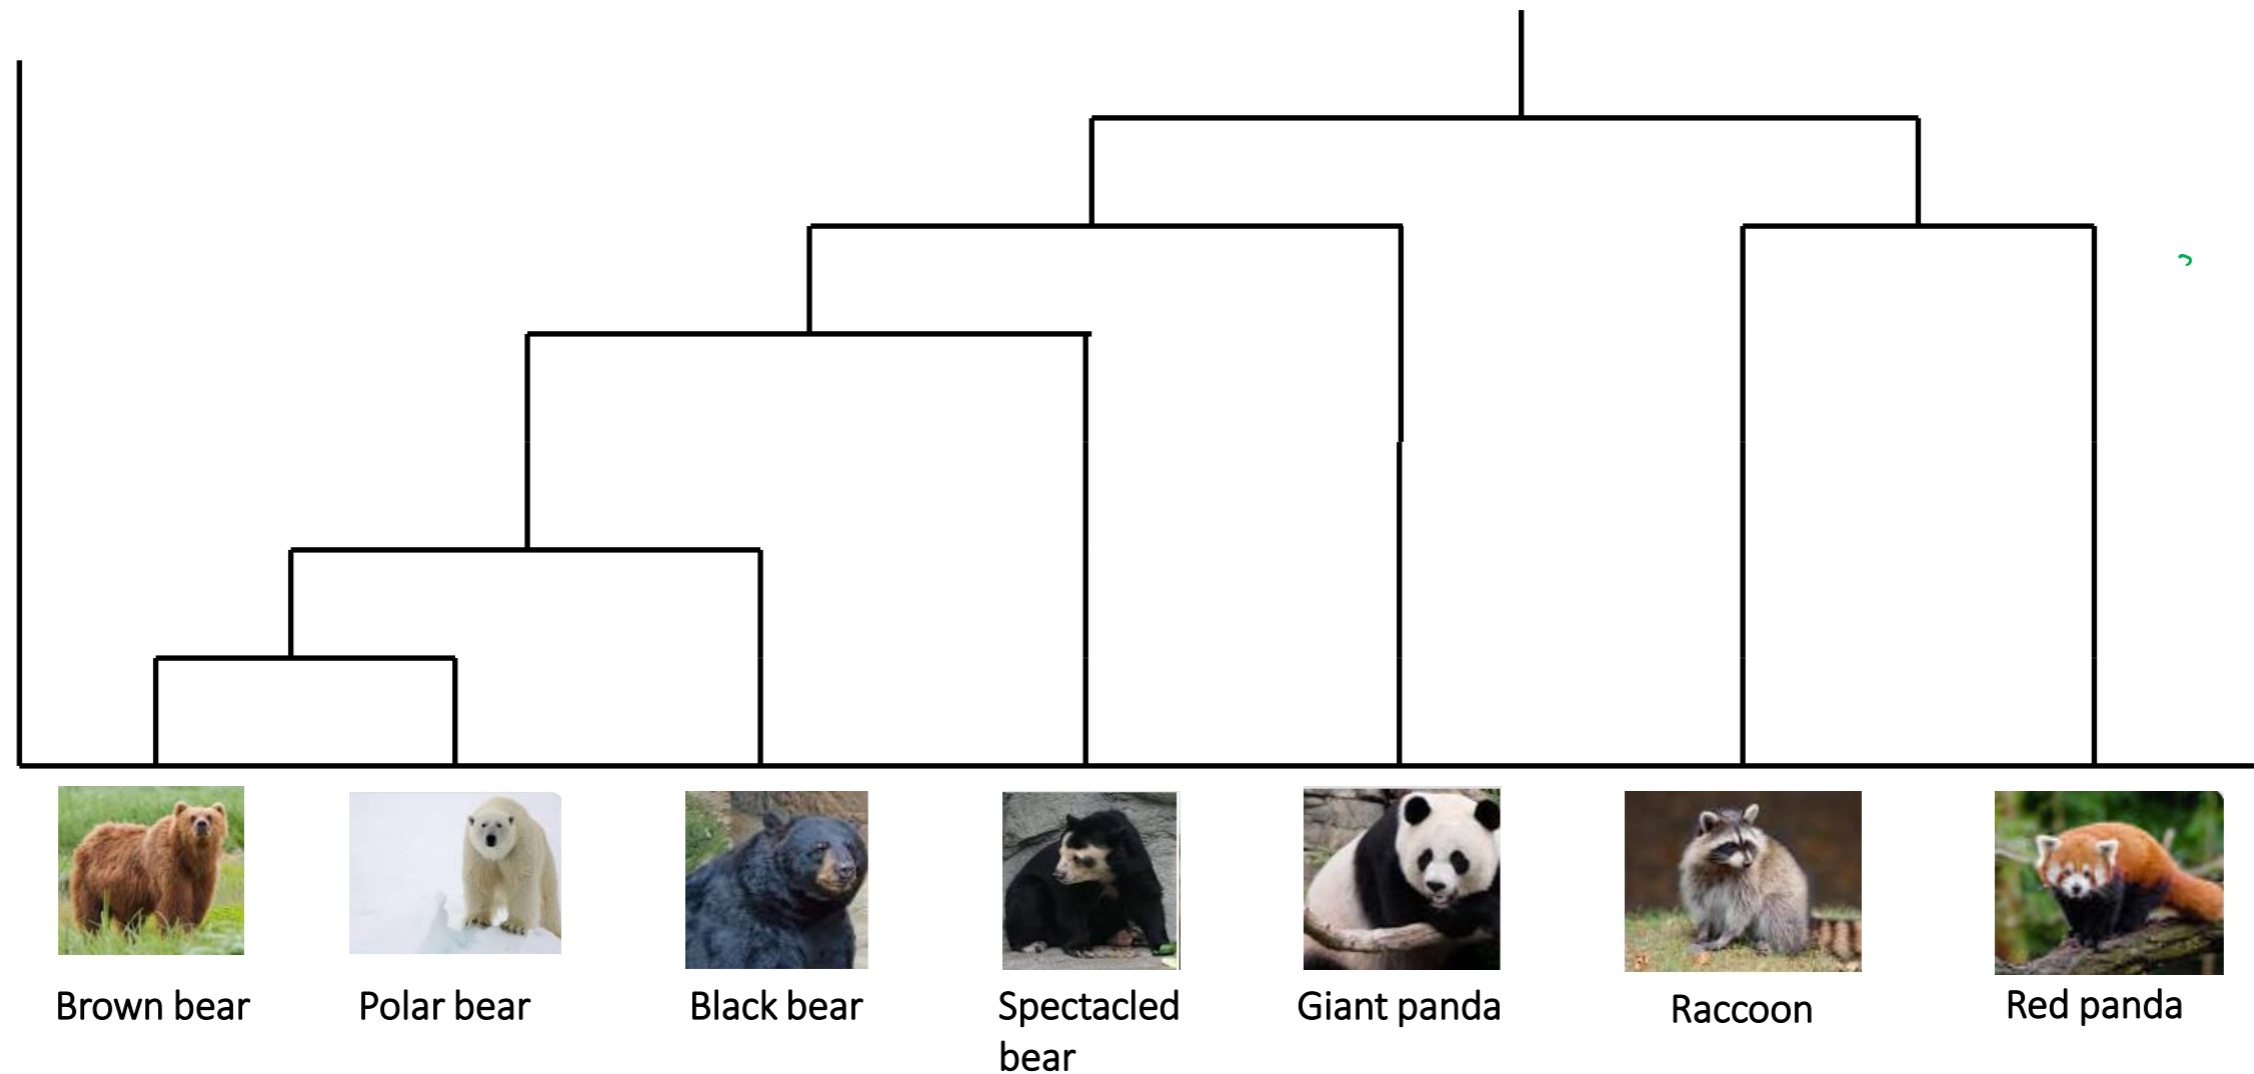 Brown bear
Polar bear
Black bear
Spectacled
bear
Giant panda
Raccoon
Red panda